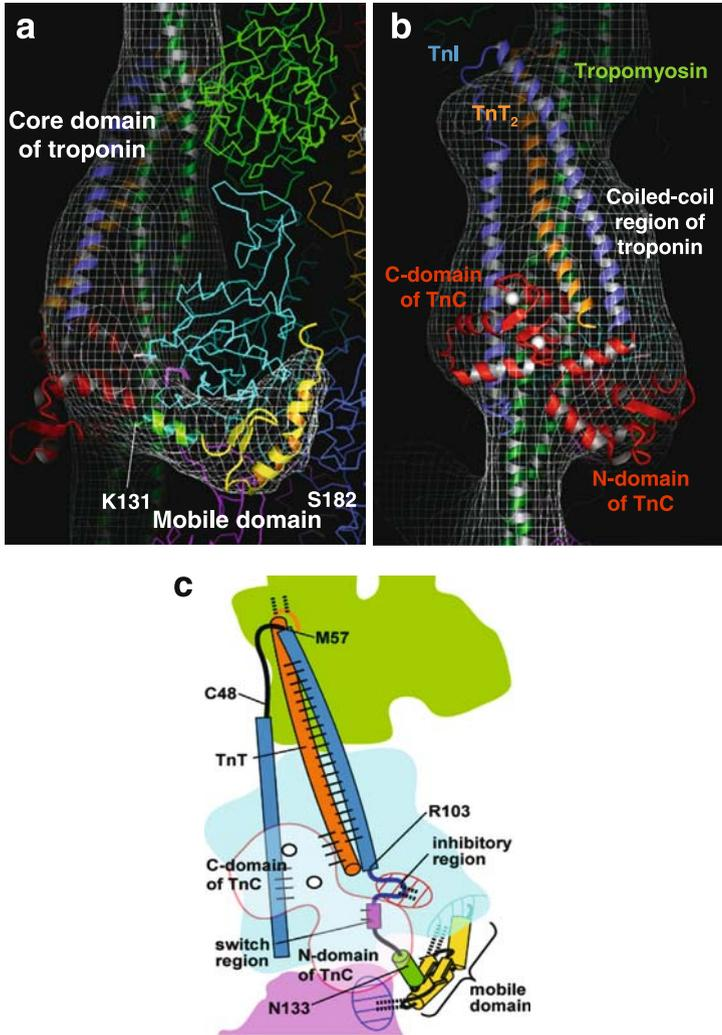 a
Core domain
of troponin
K131
Mobile domain
S182
b
TnI
Tropomyosin
TnT2
Coiled-coil
region of
troponin
C-domain
of TnC
N-domain
of TnC
c
M57
C48
TnT
R103
inhibitory
region
C-domain
of TnC
switch
region
N-domain
of TnC
N133
mobile
domain